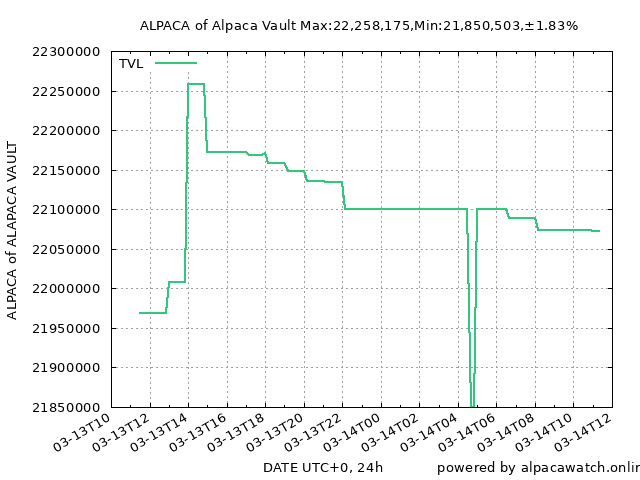 ALPACA of Alpaca Vault Max:22,258,175,Min:21,850,503,±1.83%
TVL
22300000
22250000
22200000
22150000
22100000
22050000
22000000
21950000
21900000
21850000
ALPACA of ALAPACA VAULT
03-13T10
03-13T12
03-13T14
03-13T16
03-13T18
03-13T20
03-13T22
03-14T00
03-14T02
03-14T04
03-14T06
03-14T08
03-14T10
03-14T12
DATE UTC+0, 24h
powered by alpacawatch.onlin